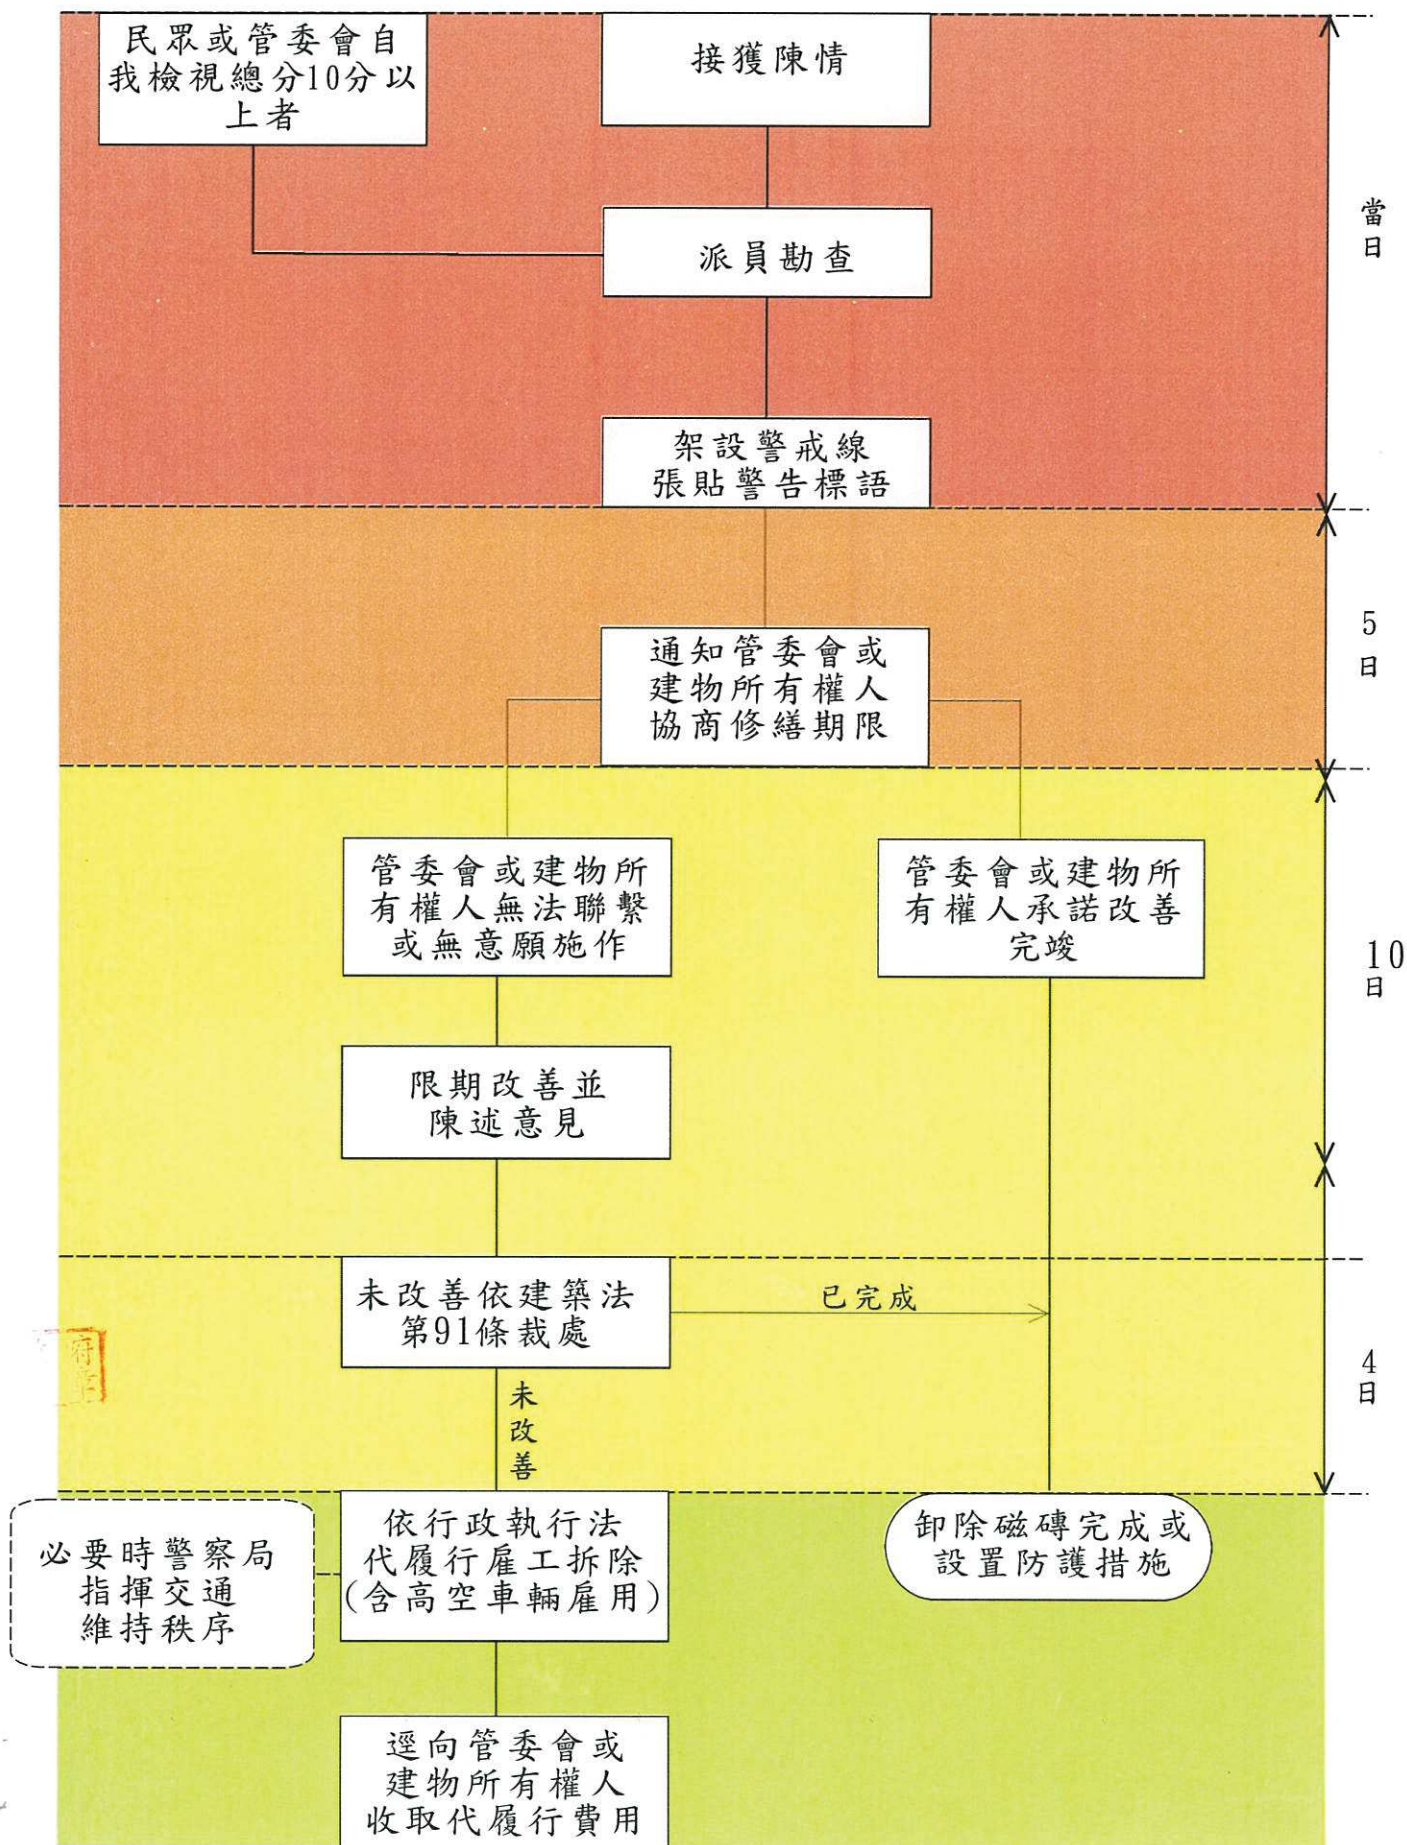 民眾或管委會自
我檢視總分10分以
上者
接獲陳情
派員勘查
架設警戒線
張貼警告標語
當日
通知管委會或
建物所有權人
協商修繕期限
5日
管委會或建物所
有權人無法聯繫
或無意願施作
管委會或建物所
有權人承諾改善
完竣
10日
限期改善並
陳述意見
未改善依建築法
第91條裁處
已完成
未改善
4日
必要時警察局
指揮交通
維持秩序
依行政執行法
代履行雇工拆除
(含高空車輛雇用)
卸除磁磚完成或
設置防護措施
逕向管委會或
建物所有權人
收取代履行費用